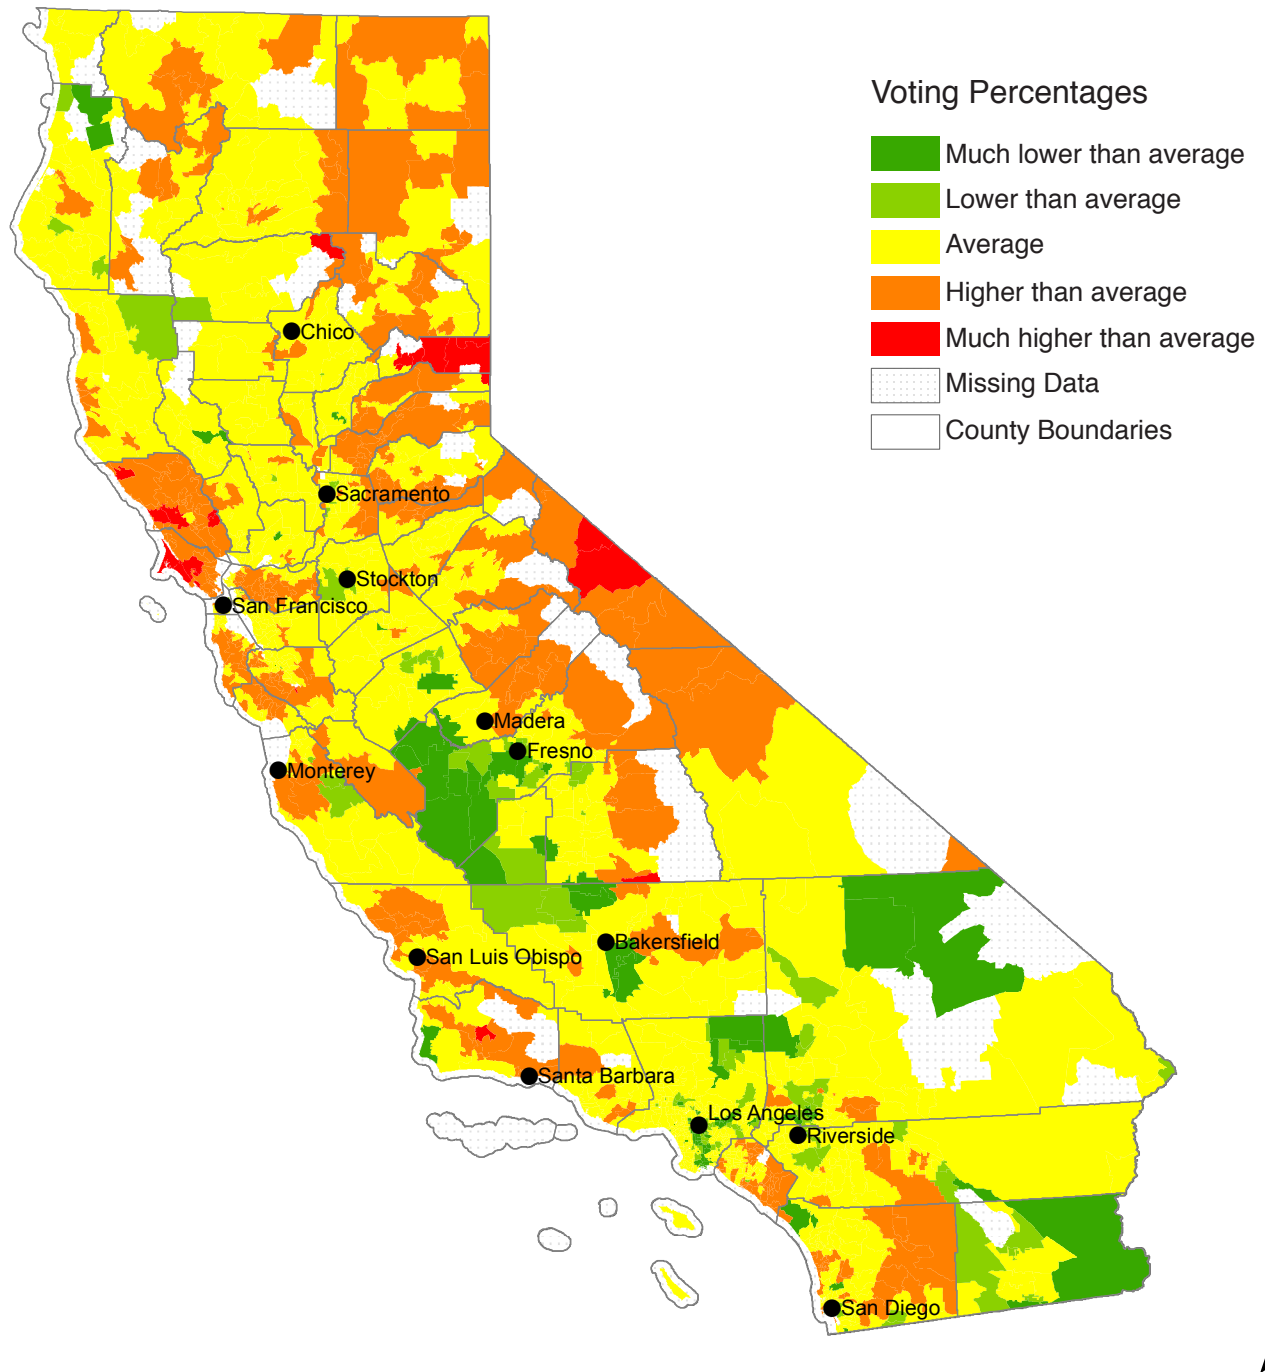 Voting Percentages
Much lower than average
Lower than average
Average
Higher than average
Much higher than average
Missing Data
County Boundaries
Chico
Sacramento
Stockton
San Francisco
Madera
Fresno
Monterey
Bakersfield
San Luis Obispo
Santa Barbara
Los Angeles
Riverside
San Diego